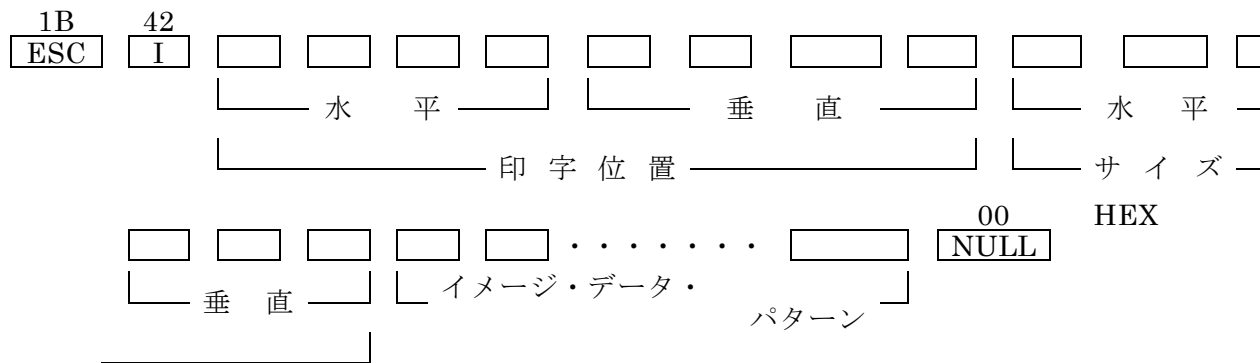 1B 42
ESC I
水 平 垂 直 水 平
印 字 位 置 サ イ ズ
00 HEX
・・・・・・・ NULL
垂 直 イメージ・データ・
パターン